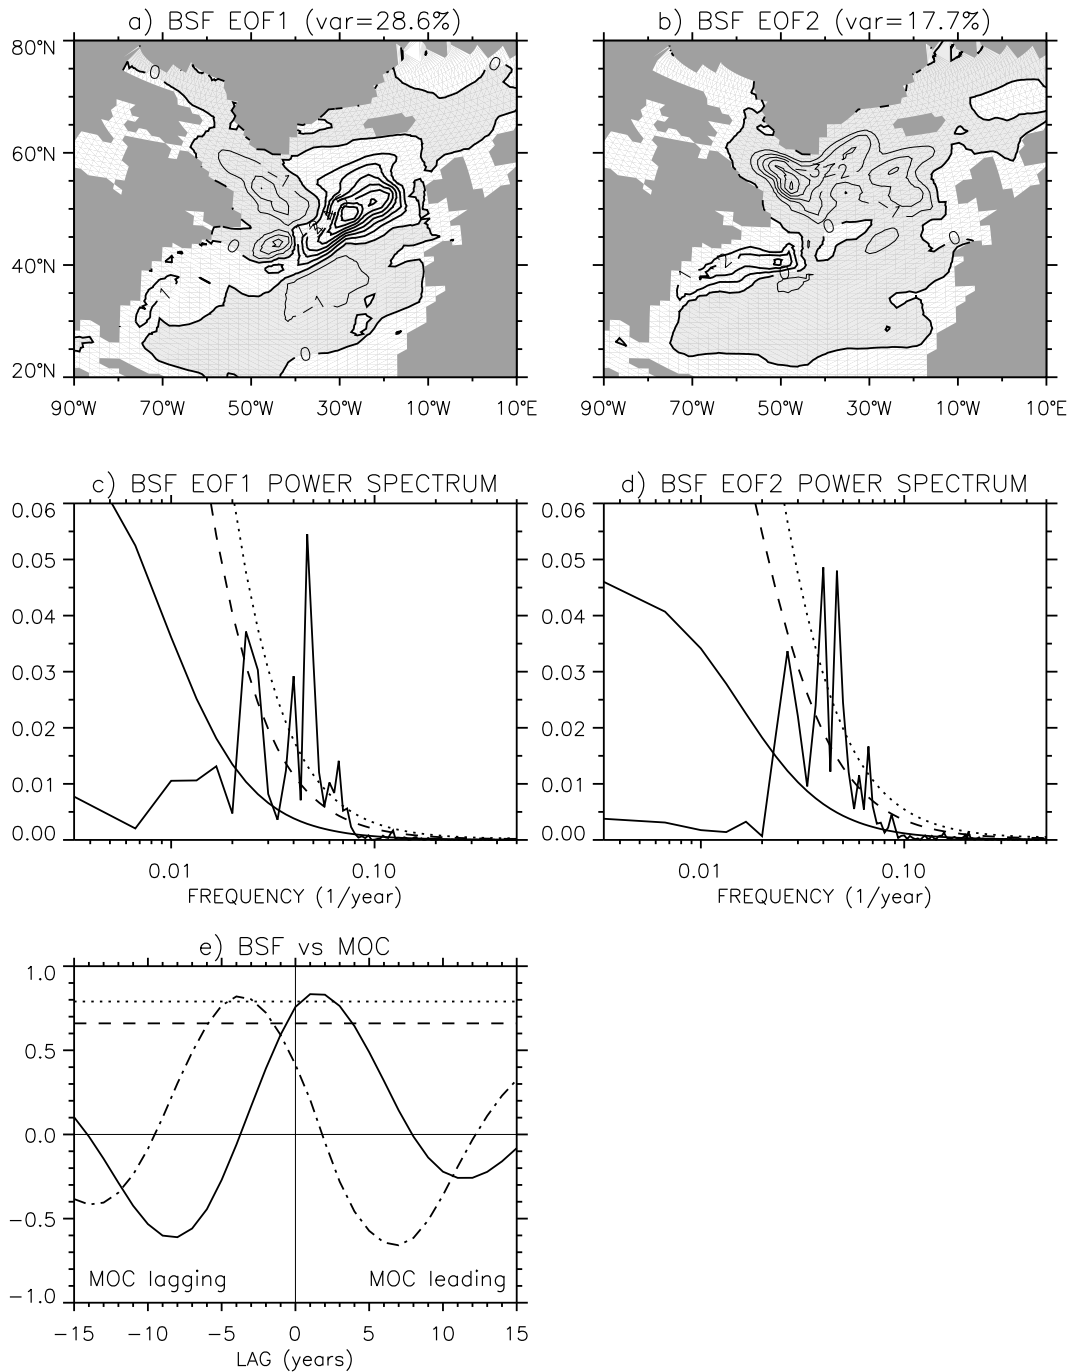 a) BSF EOF1 (var=28.6%)
b) BSF EOF2 (var=17.7%)
80°N
60°N
40°N
20°N
90°W 70°W 50°W 30°W 10°W 10°E
90°W 70°W 50°W 30°W 10°W 10°E
0 0 0 0 1 1 1
0 0 0 3 2
c) BSF EOF1 POWER SPECTRUM
d) BSF EOF2 POWER SPECTRUM
0.06
0.05
0.04
0.03
0.02
0.01
0.00
0.01 0.10
FREQUENCY (1/year)
0.06
0.05
0.04
0.03
0.02
0.01
0.00
0.01 0.10
FREQUENCY (1/year)
e) BSF vs MOC
1.0
0.5
0.0
−0.5
−1.0
MOC lagging
MOC leading
−15 −10 −5 0 5 10 15
LAG (years)